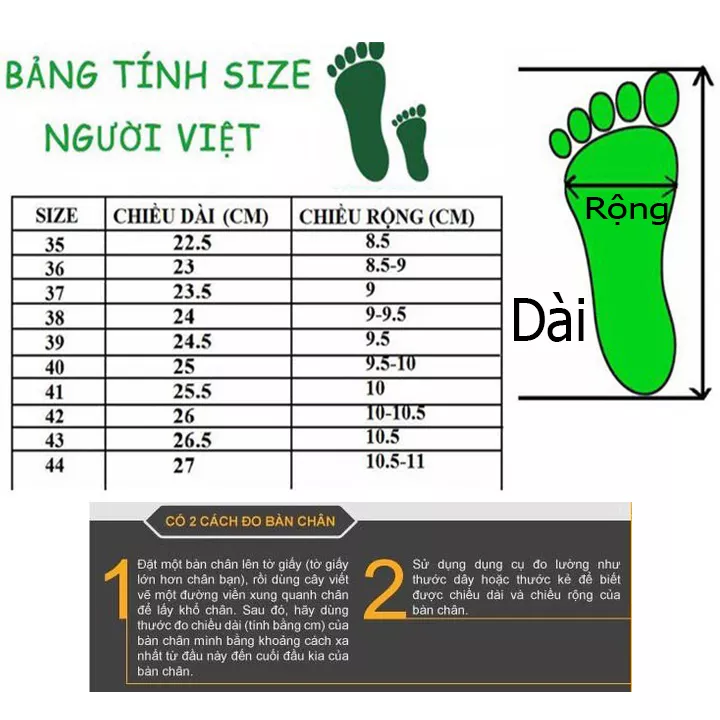 BẢNG TÍNH SIZE
NGƯỜI VIỆT
SIZE CHIỀU DÀI (CM) CHIỀU RỘNG (CM)
35 22.5 8.5
36 23 8.5-9
37 23.5 9
38 24 9-9.5
39 24.5 9.5
40 25 9.5-10
41 25.5 10
42 26 10-10.5
43 26.5 10.5
44 27 10.5-11
Rộng
Dài
CÓ 2 CÁCH ĐO BÀN CHÂN
1
Đặt một bàn chân lên tờ giấy (tờ giấy
lớn hơn chân bạn), rồi dùng cây viết
vẽ một đường viền xung quanh chân
để lấy khổ chân. Sau đó, hãy dùng
thước đo chiều dài (tính bằng cm) của
bàn chân mình bằng khoảng cách xa
nhất từ đầu này đến cuối đầu kia của
bàn chân.
2
Sử dụng dụng cụ đo lường như
thước dây hoặc thước kẻ để biết
được chiều dài và chiều rộng của
bàn chân.